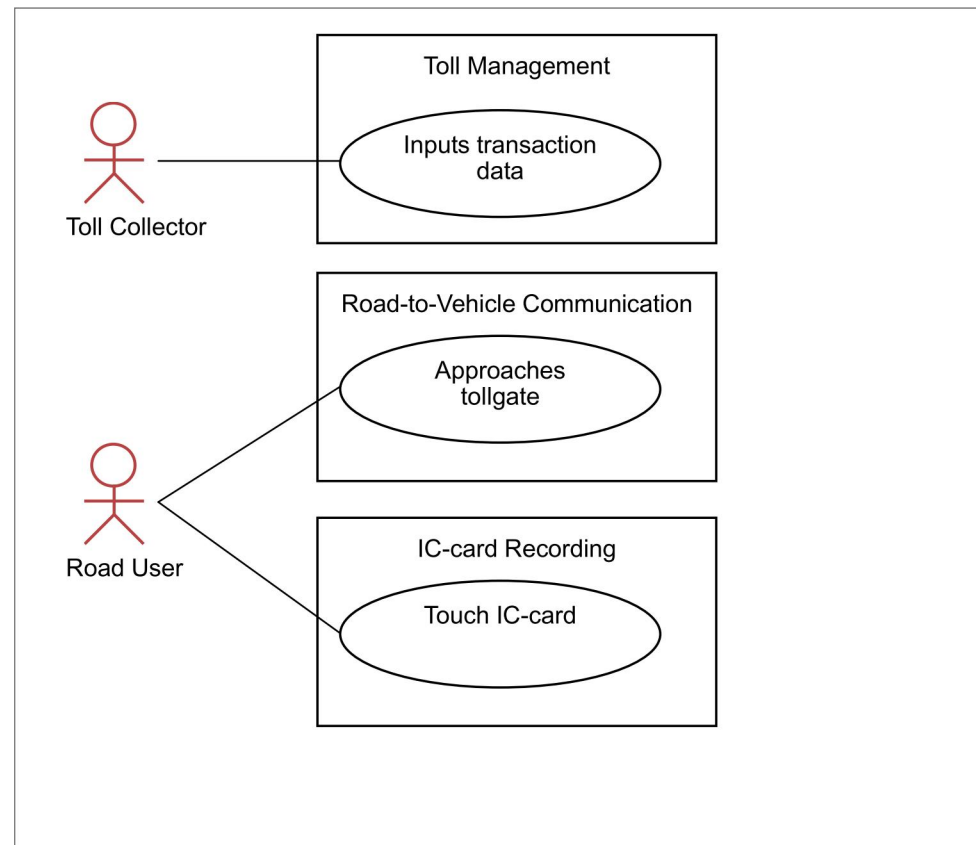 Toll Management
Inputs transaction
data
Toll Collector
Road-to-Vehicle Communication
Approaches
tollgate
Road User
IC-card Recording
Touch IC-card